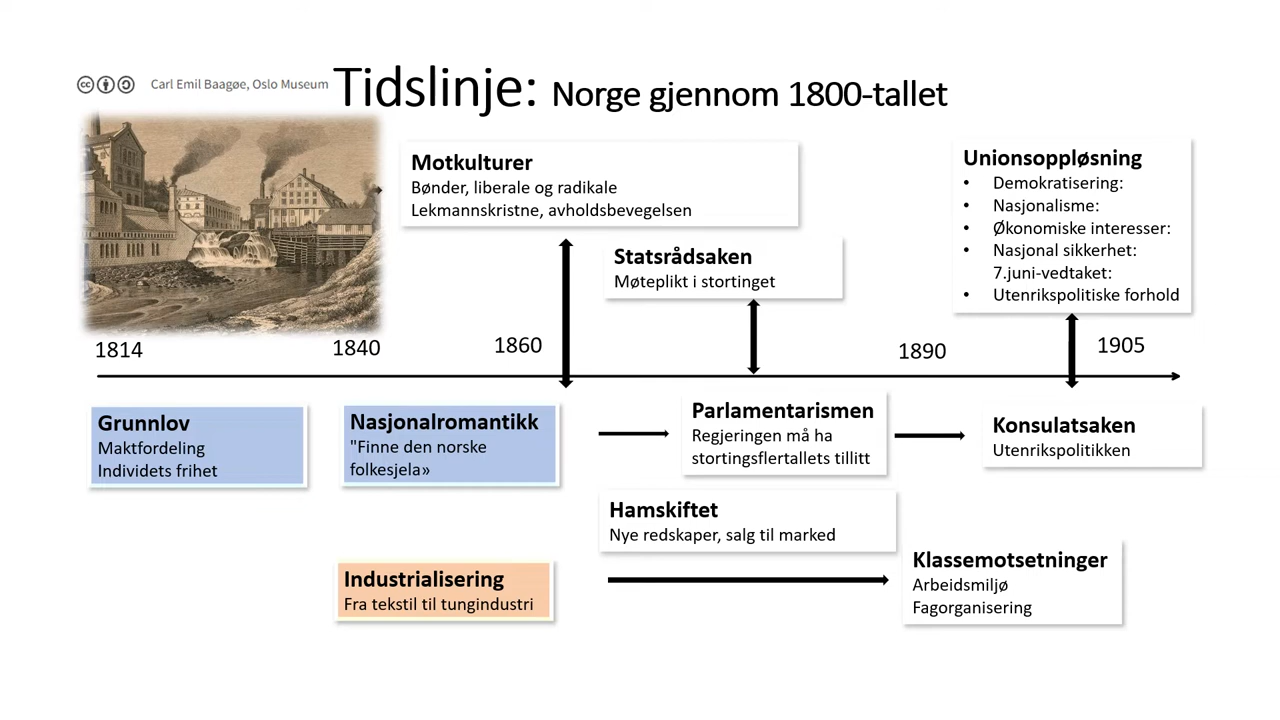 Carl Emil Baagøe, Oslo Museum
Tidslinje: Norge gjennom 1800-tallet
Motkulturer
Bønder, liberale og radikale
Lekmannskristne, avholdsbevegelsen
Statsrådsaken
Møteplikt i stortinget
Unionsoppløsning
• Demokratisering:
• Nasjonalisme:
• Økonomiske interesser:
• Nasjonal sikkerhet:
7.juni-vedtaket:
• Utenrikspolitiske forhold
1814
1840
1860
1890
1905
Grunnlov
Maktfordeling
Individets frihet
Nasjonalromantikk
"Finne den norske
folkesjela»
Parlamentarismen
Regjeringen må ha
stortingsflertallets tillitt
Konsulatsaken
Utenrikspolitikken
Hamskiftet
Nye redskaper, salg til marked
Industrialisering
Fra tekstil til tungindustri
Klassemotsetninger
Arbeidsmiljø
Fagorganisering